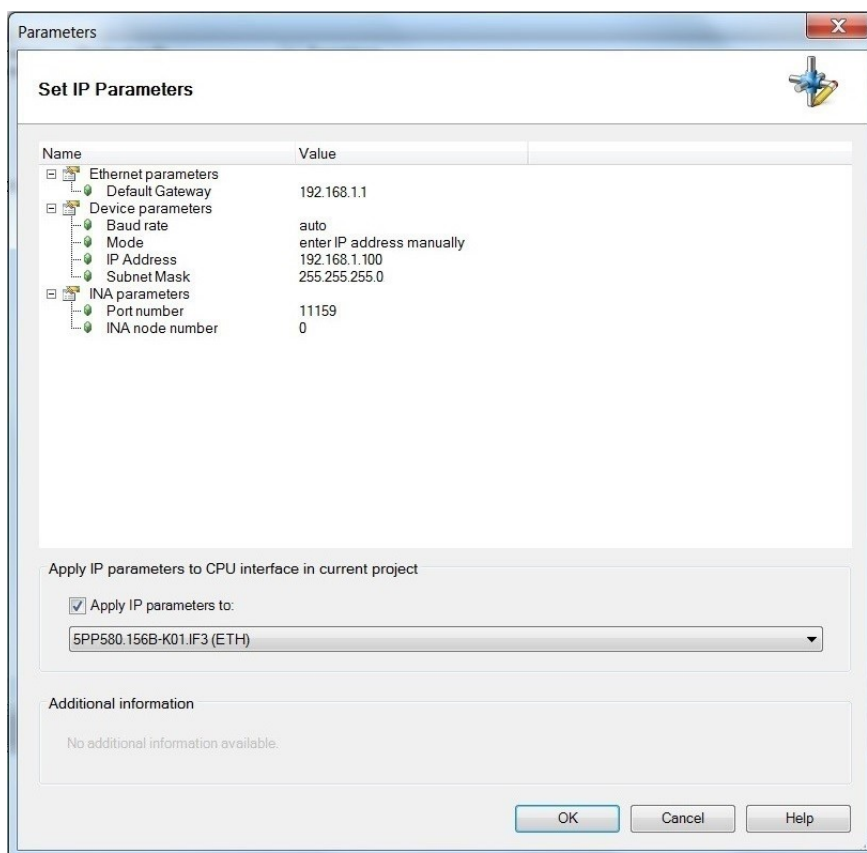 Parameters
Set IP Parameters
Name Value
Ethernet parameters
Default Gateway 192.168.1.1
Device parameters
Baud rate auto
Mode enter IP address manually
IP Address 192.168.1.100
Subnet Mask 255.255.255.0
INA parameters
Port number 11159
INA node number 0
Apply IP parameters to CPU interface in current project
Apply IP parameters to:
5PP580.156B-K01.IF3 (ETH)
Additional information
No additional information available.
OK Cancel Help